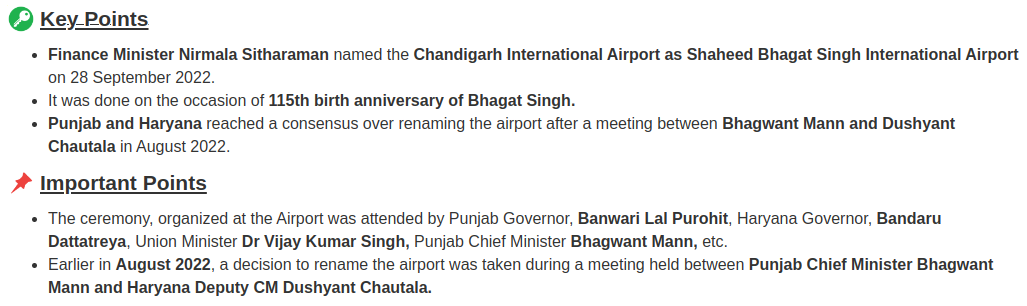 Key Points
Finance Minister Nirmala Sitharaman named the Chandigarh International Airport as Shaheed Bhagat Singh International Airport
on 28 September 2022.
It was done on the occasion of 115th birth anniversary of Bhagat Singh.
Punjab and Haryana reached a consensus over renaming the airport after a meeting between Bhagwant Mann and Dushyant
Chautala in August 2022.
Important Points
The ceremony, organized at the Airport was attended by Punjab Governor, Banwari Lal Purohit, Haryana Governor, Bandaru
Dattatreya, Union Minister Dr Vijay Kumar Singh, Punjab Chief Minister Bhagwant Mann, etc.
Earlier in August 2022, a decision to rename the airport was taken during a meeting held between Punjab Chief Minister Bhagwant
Mann and Haryana Deputy CM Dushyant Chautala.